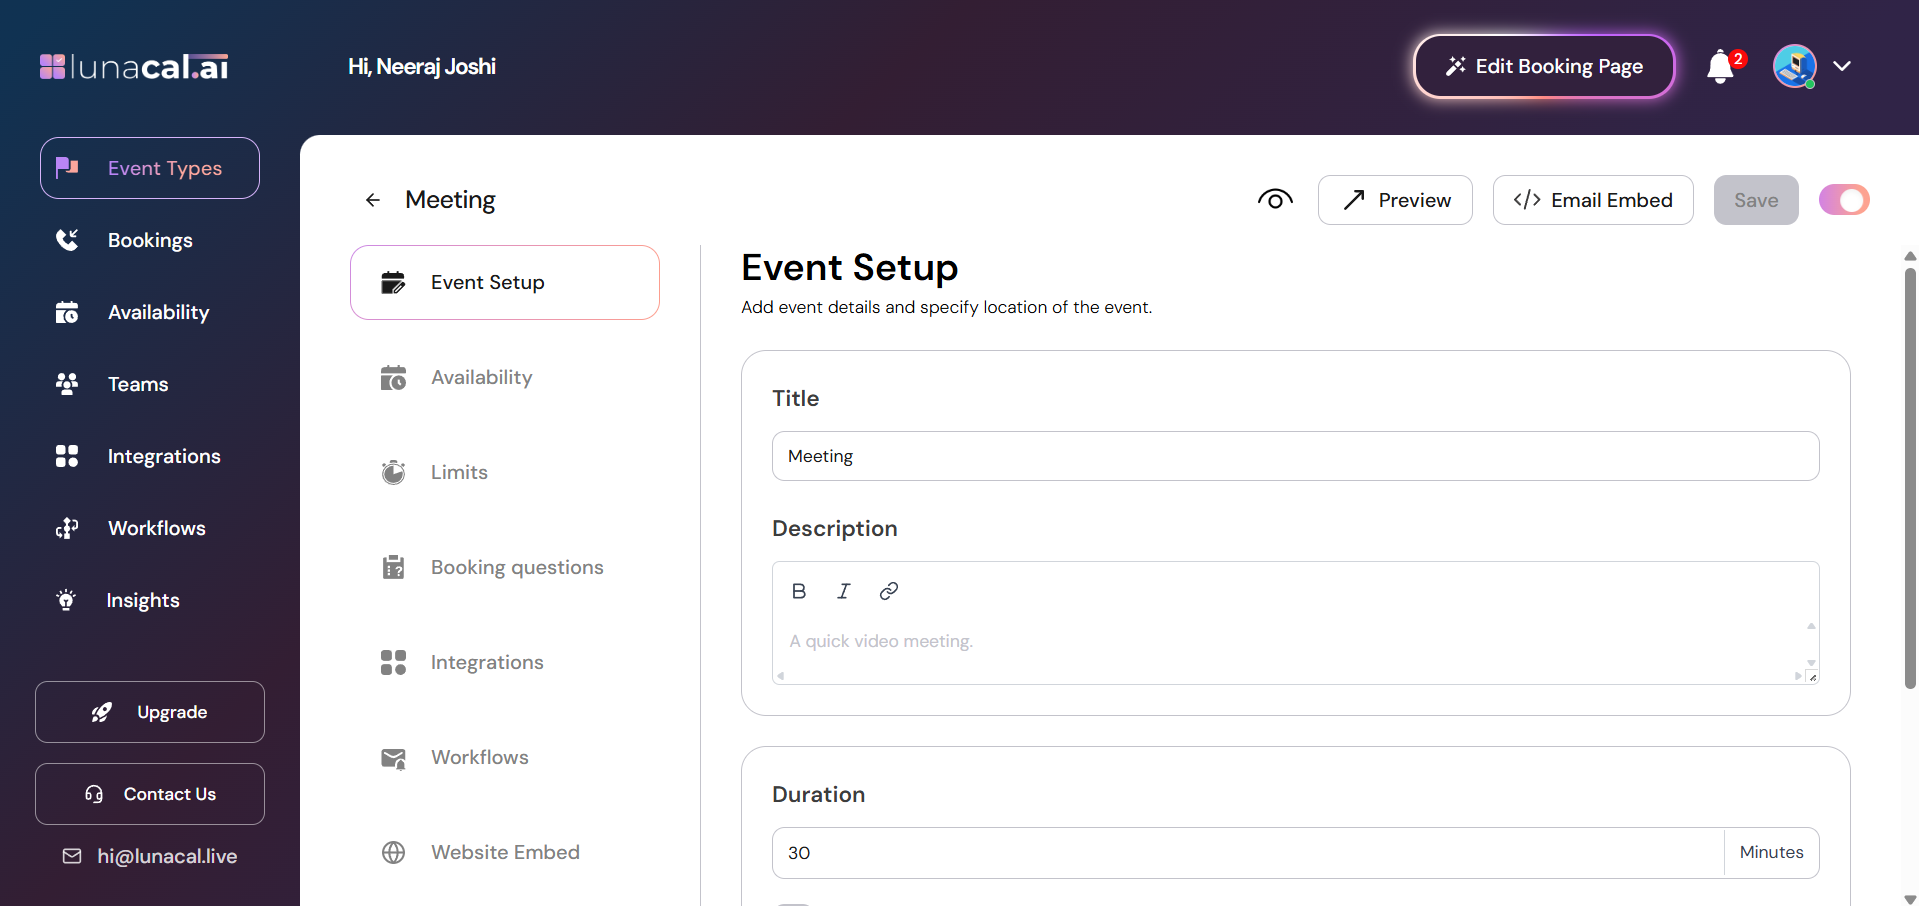 lunacal.ai
Hi, Neeraj Joshi
Edit Booking Page
2
Event Types
Bookings
Availability
Teams
Integrations
Workflows
Insights
Upgrade
Contact Us
hi@lunacal.live
Meeting
Preview
</> Email Embed
Save
Event Setup
Availability
Limits
Booking questions
Integrations
Workflows
Website Embed
Event Setup
Add event details and specify location of the event.
Title
Meeting
Description
B I
A quick video meeting.
Duration
30 Minutes